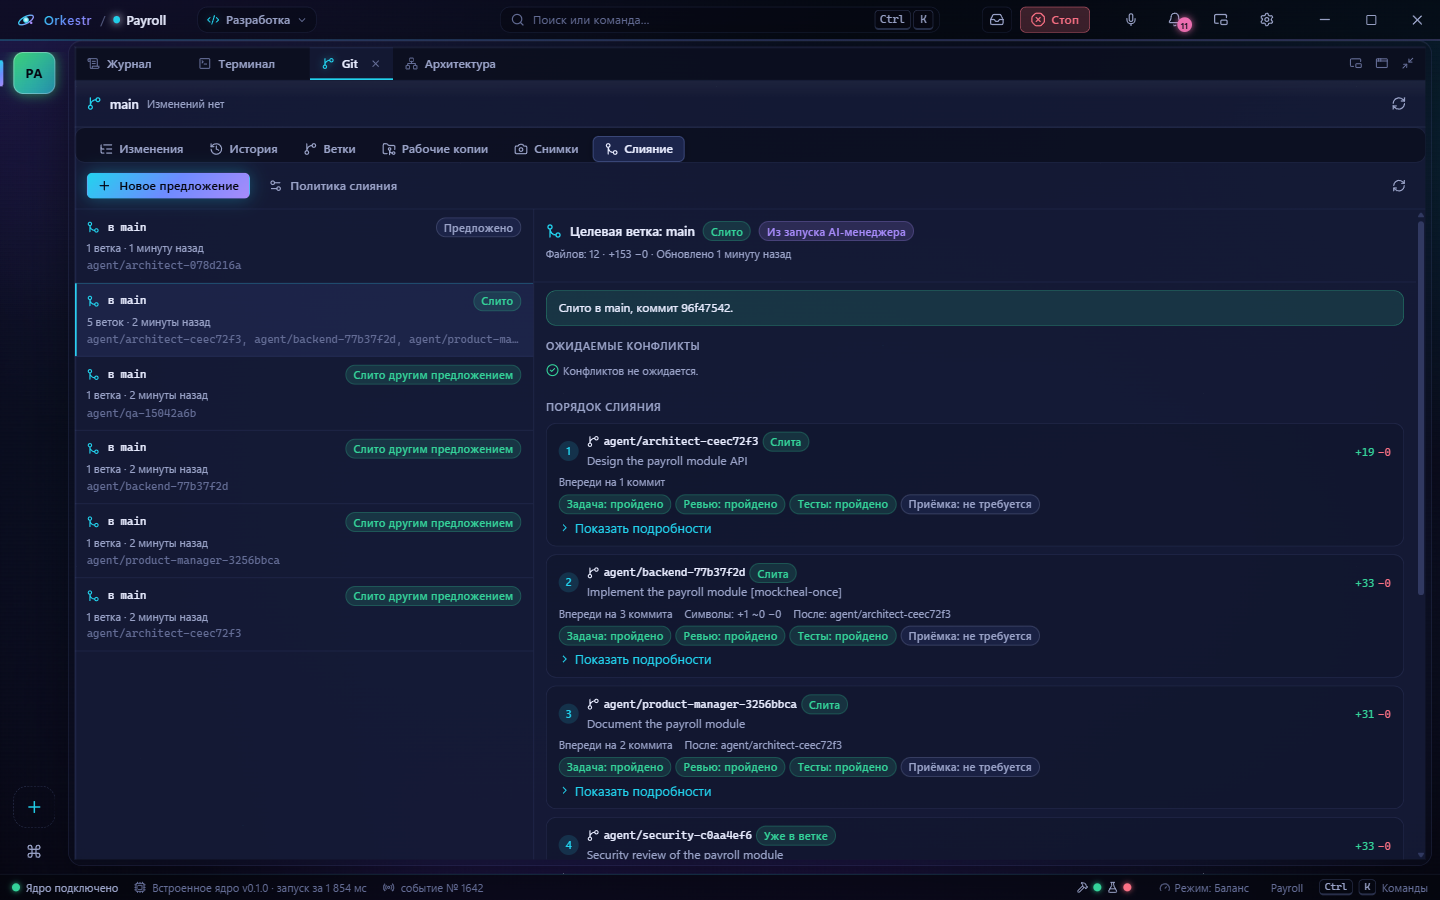 Orkestr / Payroll
Разработка
Поиск или команда...
Ctrl K
Стоп
11
PA
Журнал
Терминал
Git
Архитектура
main Изменений нет
Изменения
История
Ветки
Рабочие копии
Снимки
Слияние
Новое предложение
Политика слияния
в main
Предложено
1 ветка · 1 минуту назад
agent/architect-078d216a
в main
Слито
5 веток · 2 минуты назад
agent/architect-ceec72f3, agent/backend-77b37f2d, agent/product-ma…
в main
Слито другим предложением
1 ветка · 2 минуты назад
agent/qa-15042a6b
в main
Слито другим предложением
1 ветка · 2 минуты назад
agent/backend-77b37f2d
в main
Слито другим предложением
1 ветка · 2 минуты назад
agent/product-manager-3256bbca
в main
Слито другим предложением
1 ветка · 2 минуты назад
agent/architect-ceec72f3
Целевая ветка: main Слито Из запуска AI-менеджера
Файлов: 12 · +153 −0 · Обновлено 1 минуту назад
Слито в main, коммит 96f47542.
ОЖИДАЕМЫЕ КОНФЛИКТЫ
Конфликтов не ожидается.
ПОРЯДОК СЛИЯНИЯ
1 agent/architect-ceec72f3 Слита
+19 −0
Design the payroll module API
Впереди на 1 коммит
Задача: пройдено Ревью: пройдено Тесты: пройдено Приёмка: не требуется
Показать подробности
2 agent/backend-77b37f2d Слита
+33 −0
Implement the payroll module [mock:heal-once]
Впереди на 3 коммита Символы: +1 ~0 −0 После: agent/architect-ceec72f3
Задача: пройдено Ревью: пройдено Тесты: пройдено Приёмка: не требуется
Показать подробности
3 agent/product-manager-3256bbca Слита
+31 −0
Document the payroll module
Впереди на 2 коммита После: agent/architect-ceec72f3
Задача: пройдено Ревью: пройдено Тесты: пройдено Приёмка: не требуется
Показать подробности
4 agent/security-c0aa4ef6 Уже в ветке
+33 −0
Security review of the payroll module
Ядро подключено
Встроенное ядро v0.1.0 · запуск за 1 854 мс
событие № 1642
Режим: Баланс
Payroll
Ctrl K Команды